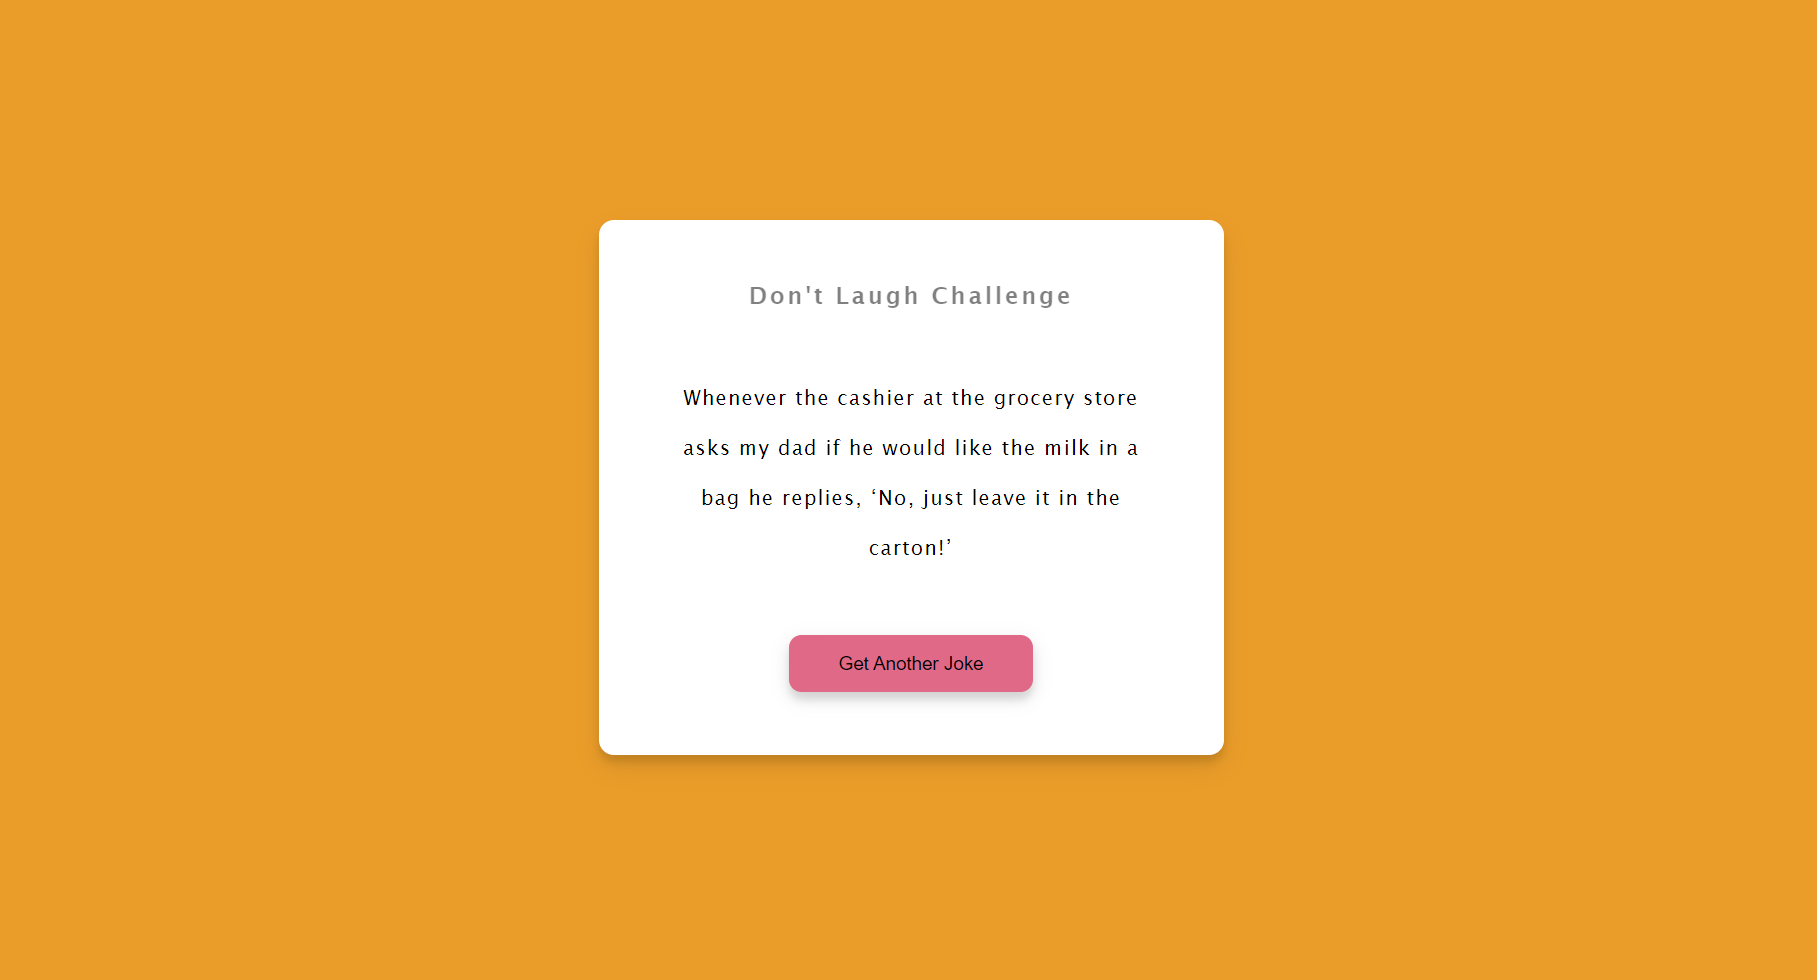 Don't Laugh Challenge
Whenever the cashier at the grocery store
asks my dad if he would like the milk in a
bag he replies, ‘No, just leave it in the
carton!’
Get Another Joke